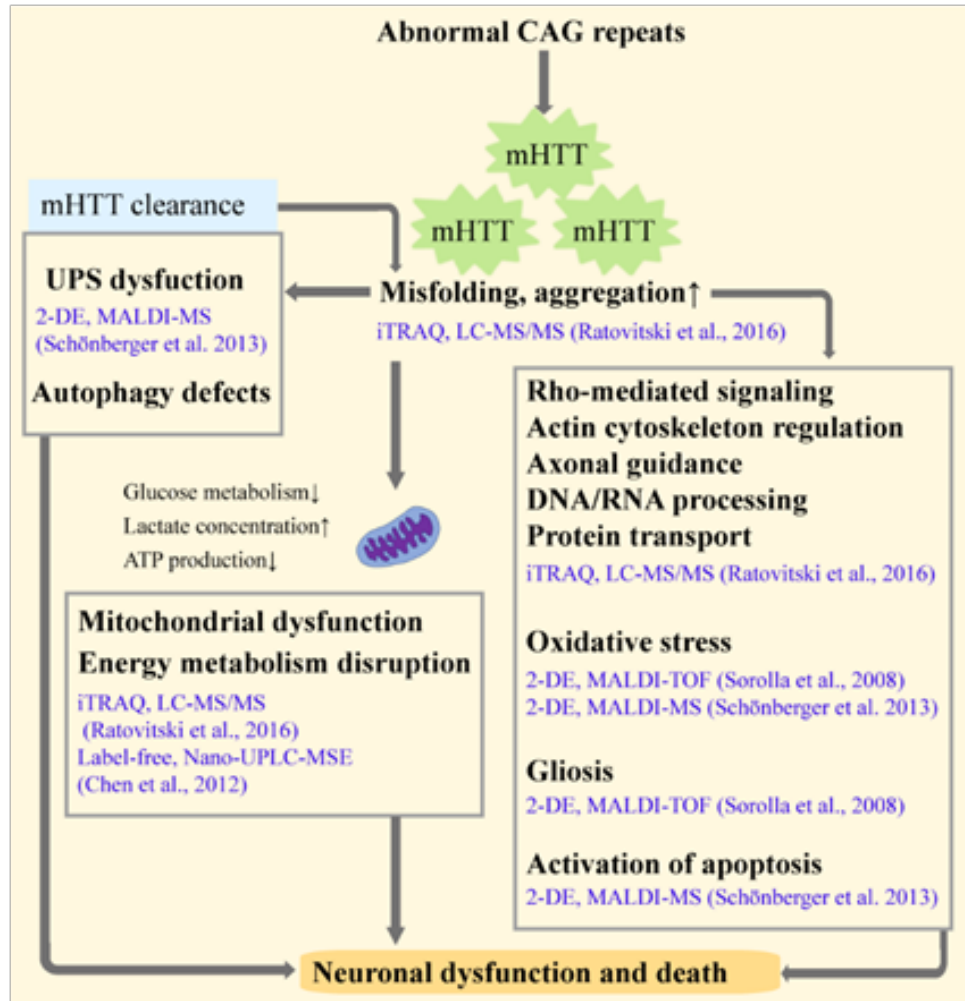 Abnormal CAG repeats
mHTT
mHTT
mHTT
mHTT clearance
UPS dysfuction
2-DE, MALDI-MS
(Schönberger et al. 2013)
Autophagy defects
Misfolding, aggregation↑
iTRAQ, LC-MS/MS (Ratovitski et al., 2016)
Glucose metabolism↓
Lactate concentration↑
ATP production↓
Mitochondrial dysfunction
Energy metabolism disruption
iTRAQ, LC-MS/MS
(Ratovitski et al., 2016)
Label-free, Nano-UPLC-MSE
(Chen et al., 2012)
Rho-mediated signaling
Actin cytoskeleton regulation
Axonal guidance
DNA/RNA processing
Protein transport
iTRAQ, LC-MS/MS (Ratovitski et al., 2016)
Oxidative stress
2-DE, MALDI-TOF (Sorolla et al., 2008)
2-DE, MALDI-MS (Schönberger et al. 2013)
Gliosis
2-DE, MALDI-TOF (Sorolla et al., 2008)
Activation of apoptosis
2-DE, MALDI-MS (Schönberger et al. 2013)
Neuronal dysfunction and death